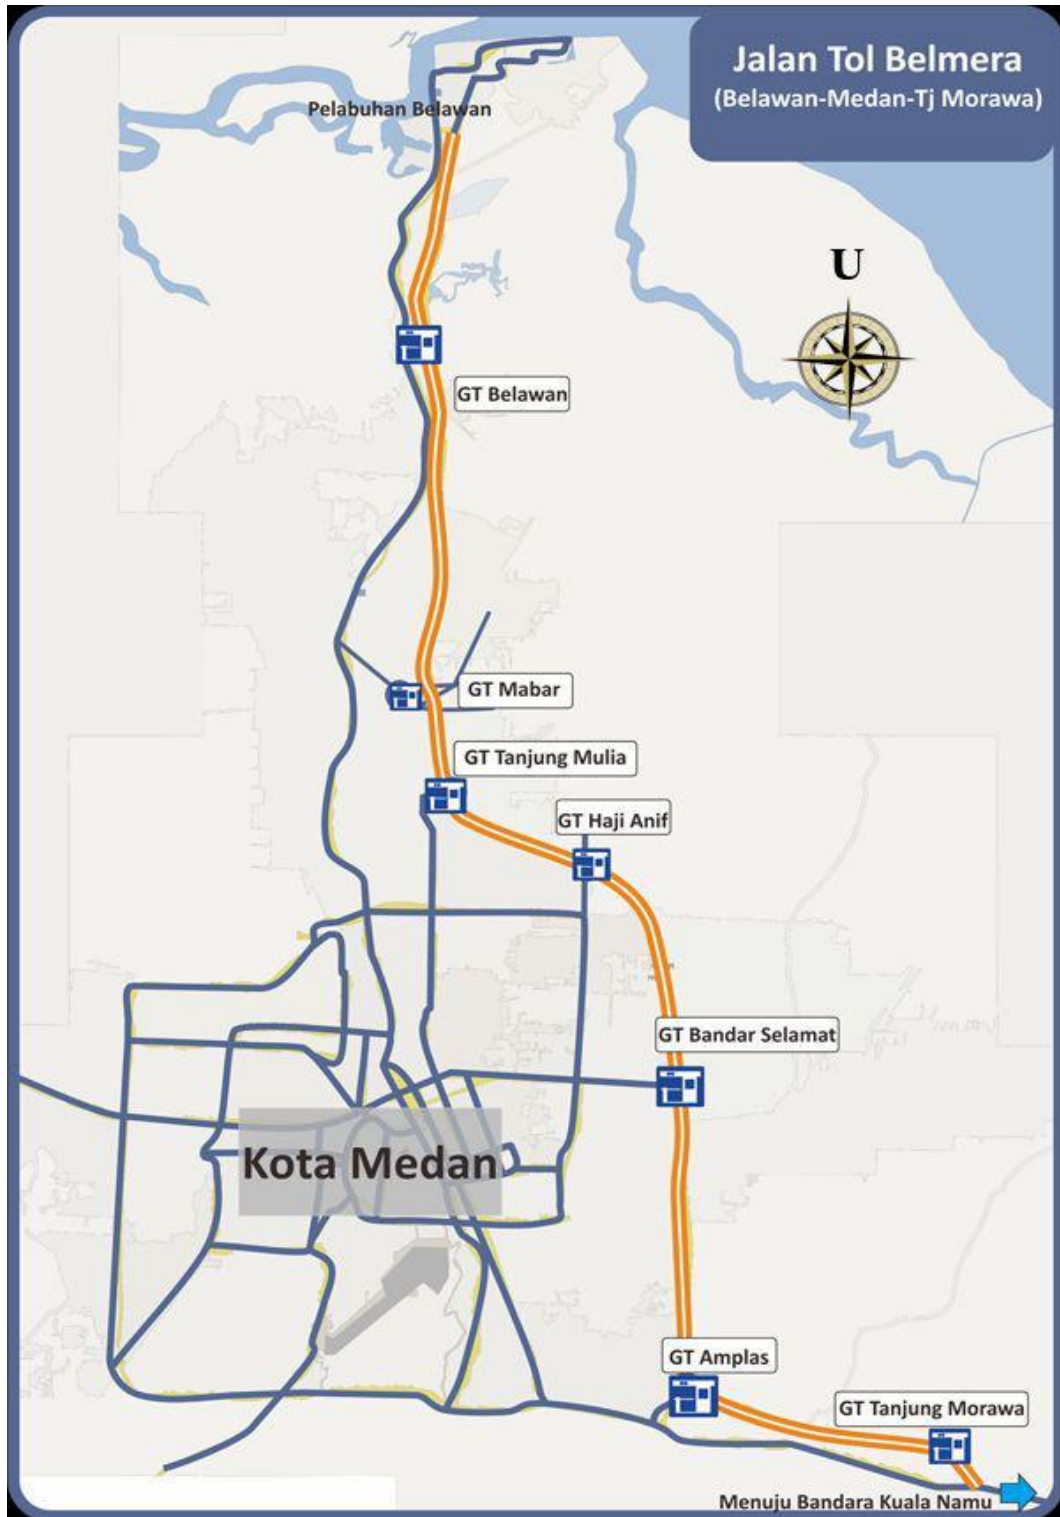 Jalan Tol Belmera
(Belawan-Medan-Tj Morawa)
Pelabuhan Belawan
U
GT Belawan
GT Mabar
GT Tanjung Mulia
GT Haji Anif
GT Bandar Selamat
Kota Medan
GT Amplas
GT Tanjung Morawa
Menuju Bandara Kuala Namu